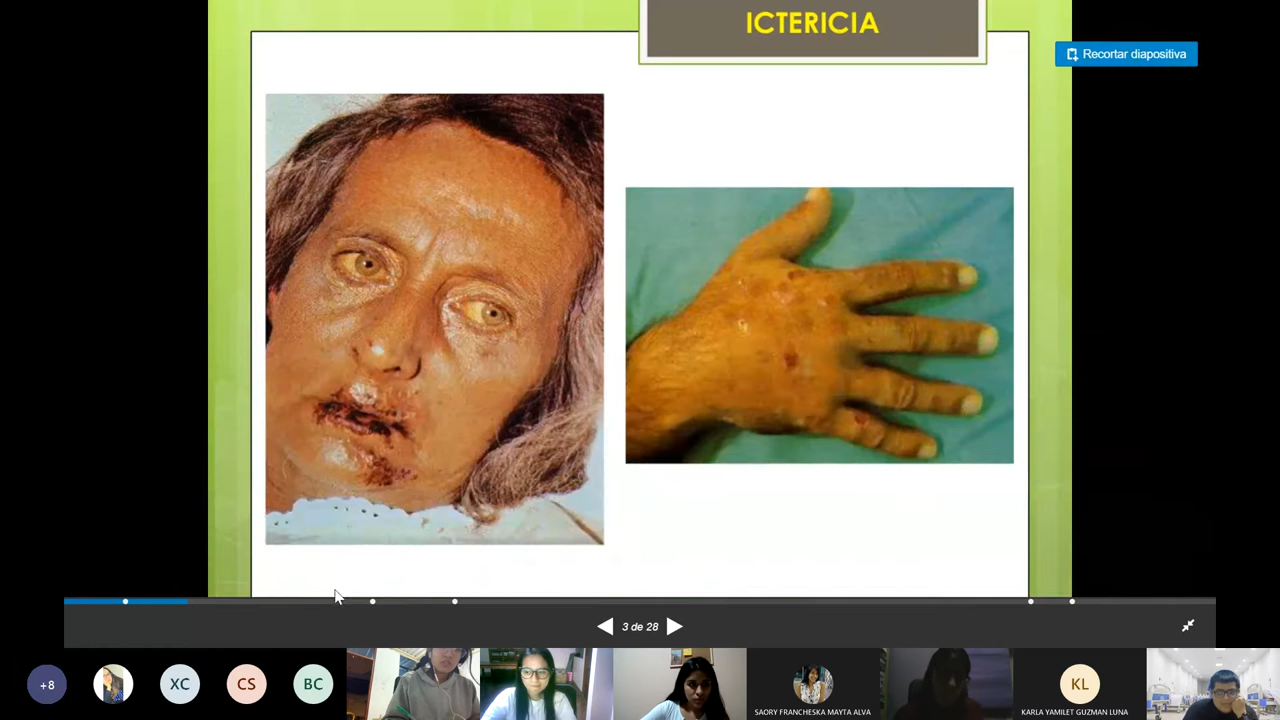 ICTERICIA
Recortar diapositiva
3 de 28
+8
XC
CS
BC
SAORY FRANCHESKA MAYTA ALVA
KL
KARLA YAMILET GUZMAN LUNA